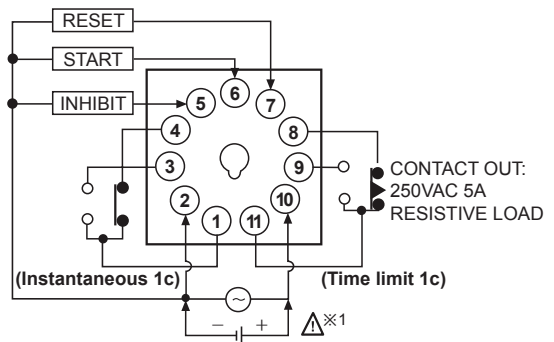 RESET
START
INHIBIT
6
5
7
4
8
3
9
2
10
1
11
CONTACT OUT:
250VAC 5A
RESISTIVE LOAD
(Instantaneous 1c)
(Time limit 1c)
~
− +
⚠※1